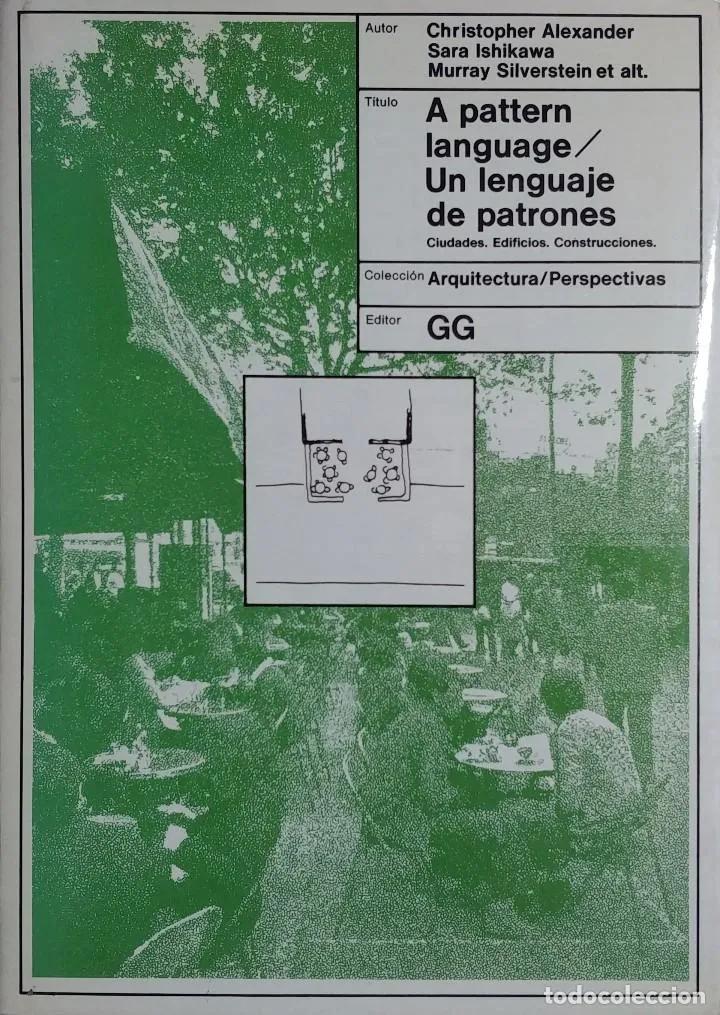 Autor
Christopher Alexander
Sara Ishikawa
Murray Silverstein et alt.
Título
A pattern
language/
Un lenguaje
de patrones
Ciudades. Edificios. Construcciones.
Colección
Arquitectura/Perspectivas
Editor
GG
todocoleccion